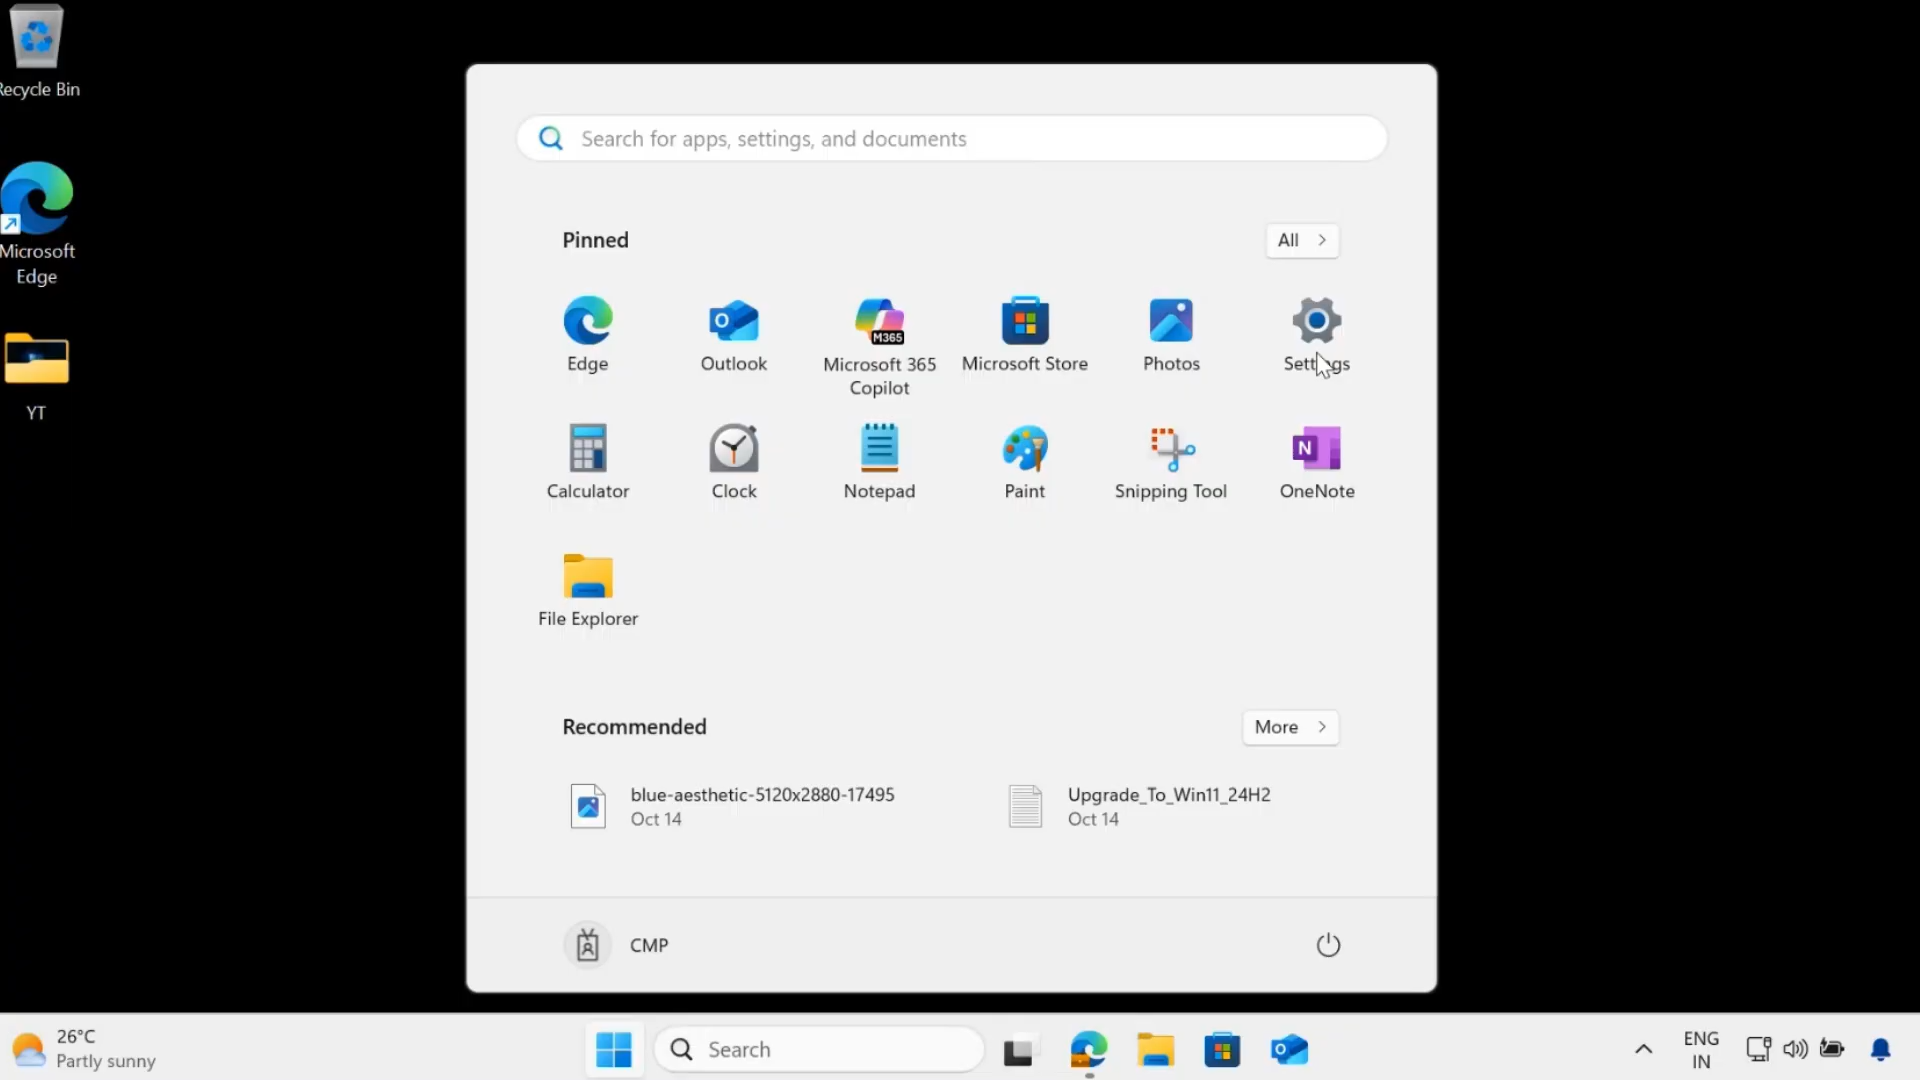 Recycle Bin
Microsoft
Edge
YT
Search for apps, settings, and documents
Pinned
All
Edge
Outlook
M365
Microsoft 365
Copilot
Microsoft Store
Photos
Settings
Calculator
Clock
Notepad
Paint
Snipping Tool
OneNote
File Explorer
Recommended
More
blue-aesthetic-5120x2880-17495
Oct 14
Upgrade_To_Win11_24H2
Oct 14
CMP
26°C
Partly sunny
Search
ENG
IN